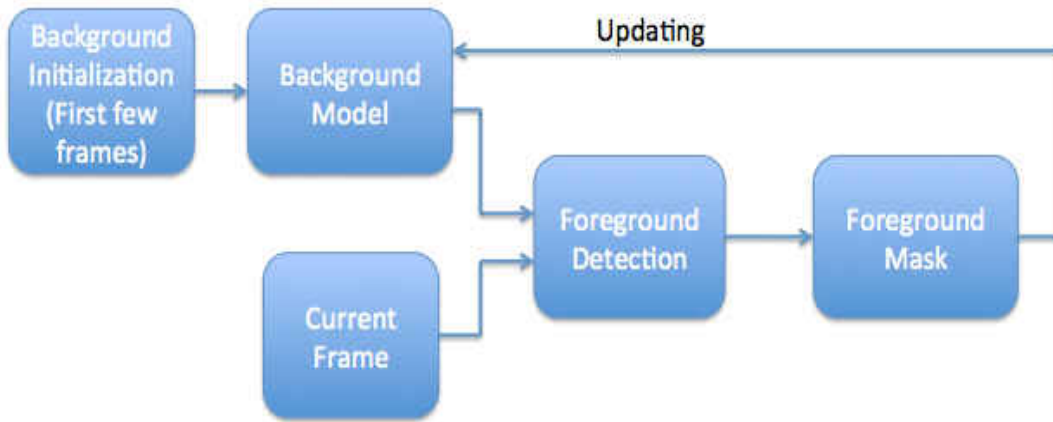 Background
Initialization
(First few
frames)
Background
Model
Updating
Foreground
Detection
Foreground
Mask
Current
Frame